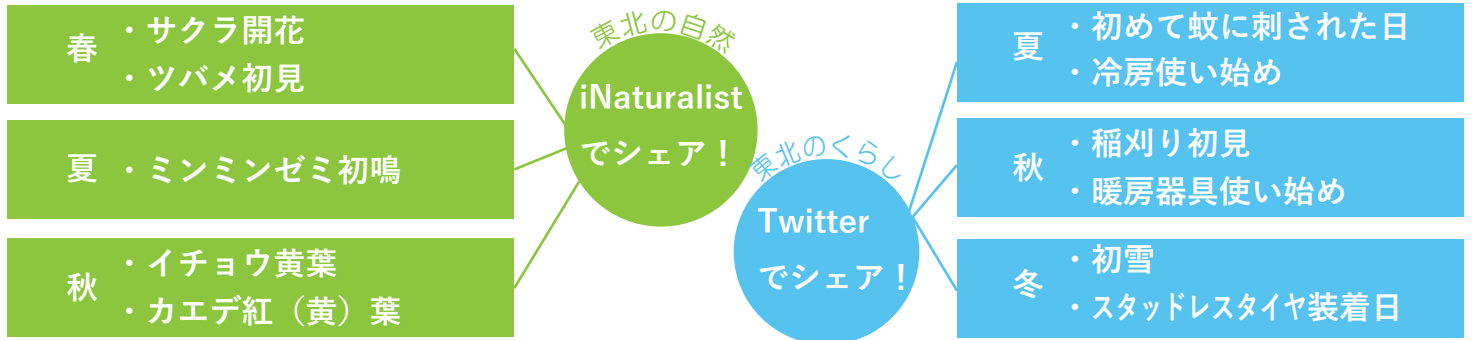 春
・サクラ開花
・ツバメ初見
夏
・ミンミンゼミ初鳴
秋
・イチョウ黄葉
・カエデ紅（黄）葉
東北の自然
iNaturalist
でシェア！
東北のくらし
Twitter
でシェア！
夏
・初めて蚊に刺された日
・冷房使い始め
秋
・稲刈り初見
・暖房器具使い始め
冬
・初雪
・スタッドレスタイヤ装着日